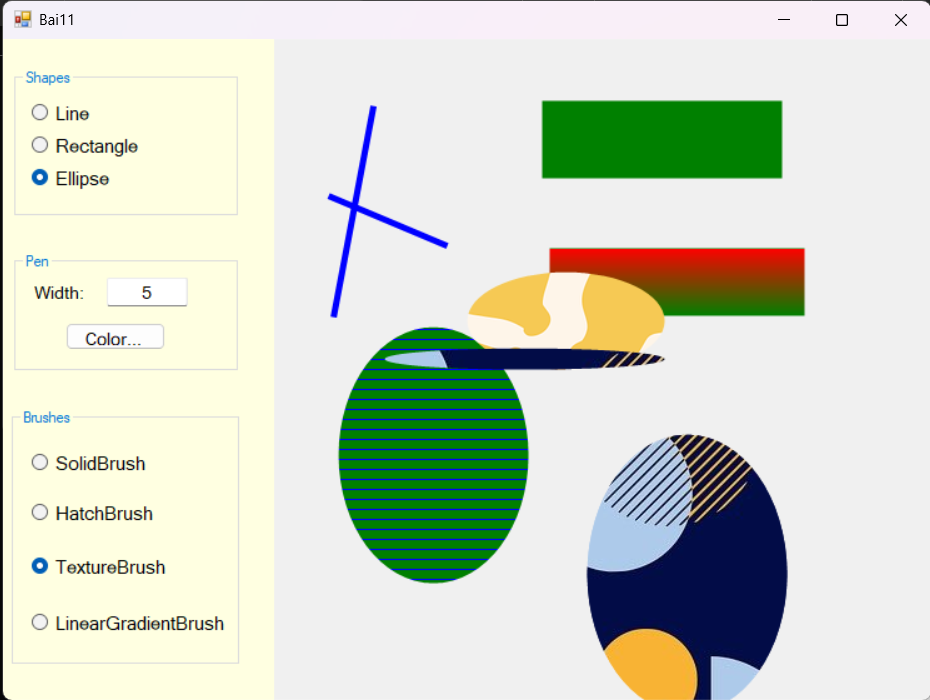 Bai11
Shapes
Line
Rectangle
Ellipse
Pen
Width: 5
Color...
Brushes
SolidBrush
HatchBrush
TextureBrush
LinearGradientBrush